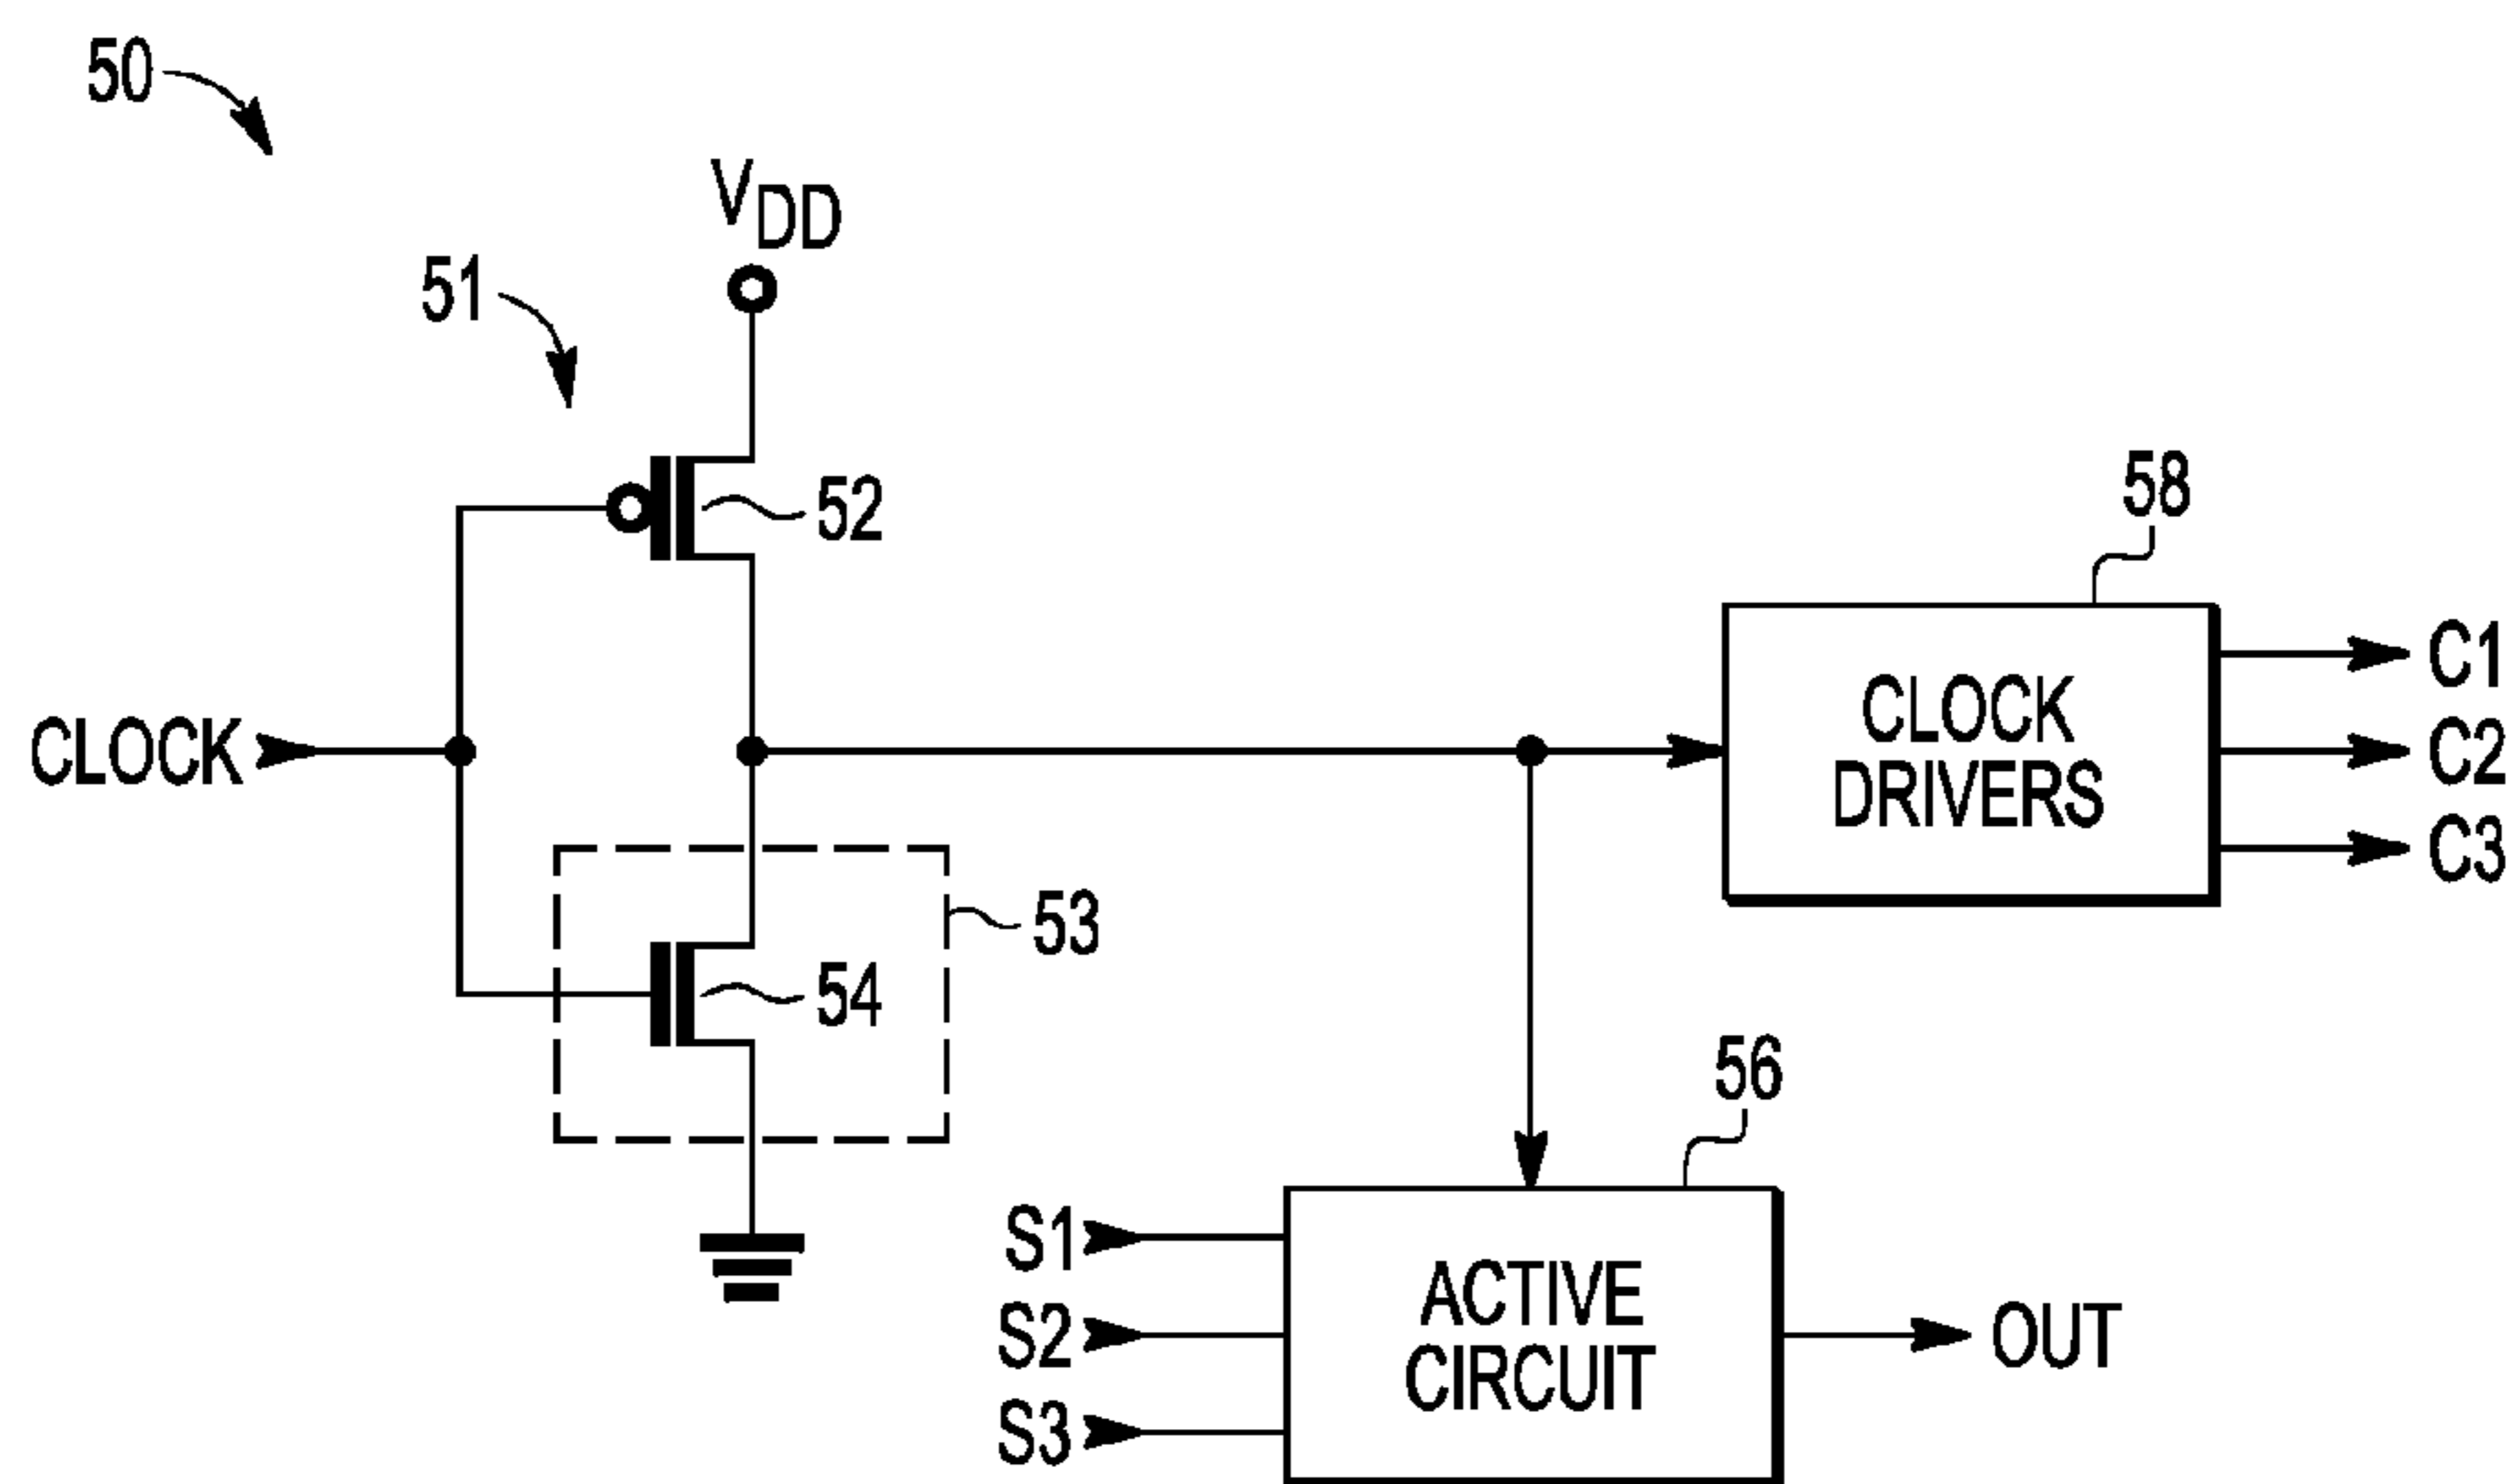 50
V_DD
51
52
58
C1
CLOCK
CLOCK
DRIVERS
C2
C3
53
54
56
S1
S2
S3
ACTIVE
CIRCUIT
OUT